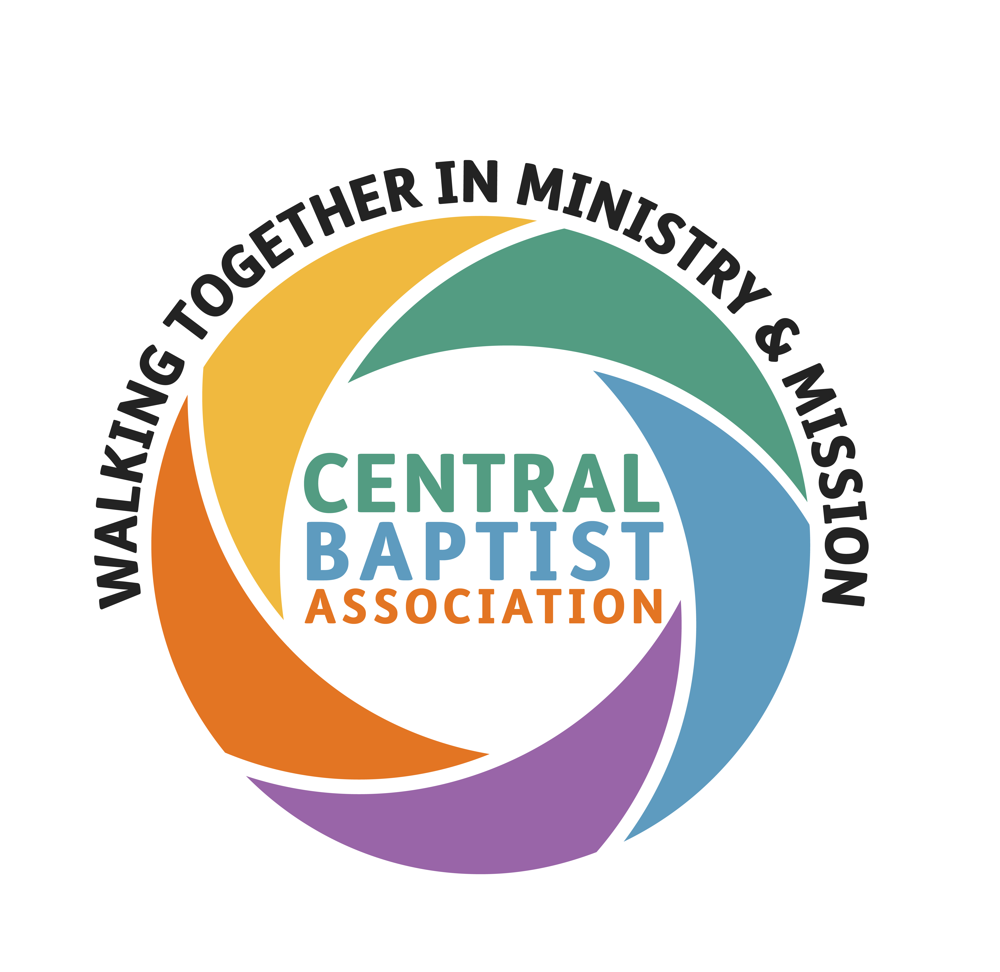 WALKING TOGETHER IN MINISTRY & MISSION
CENTRAL
BAPTIST
ASSOCIATION